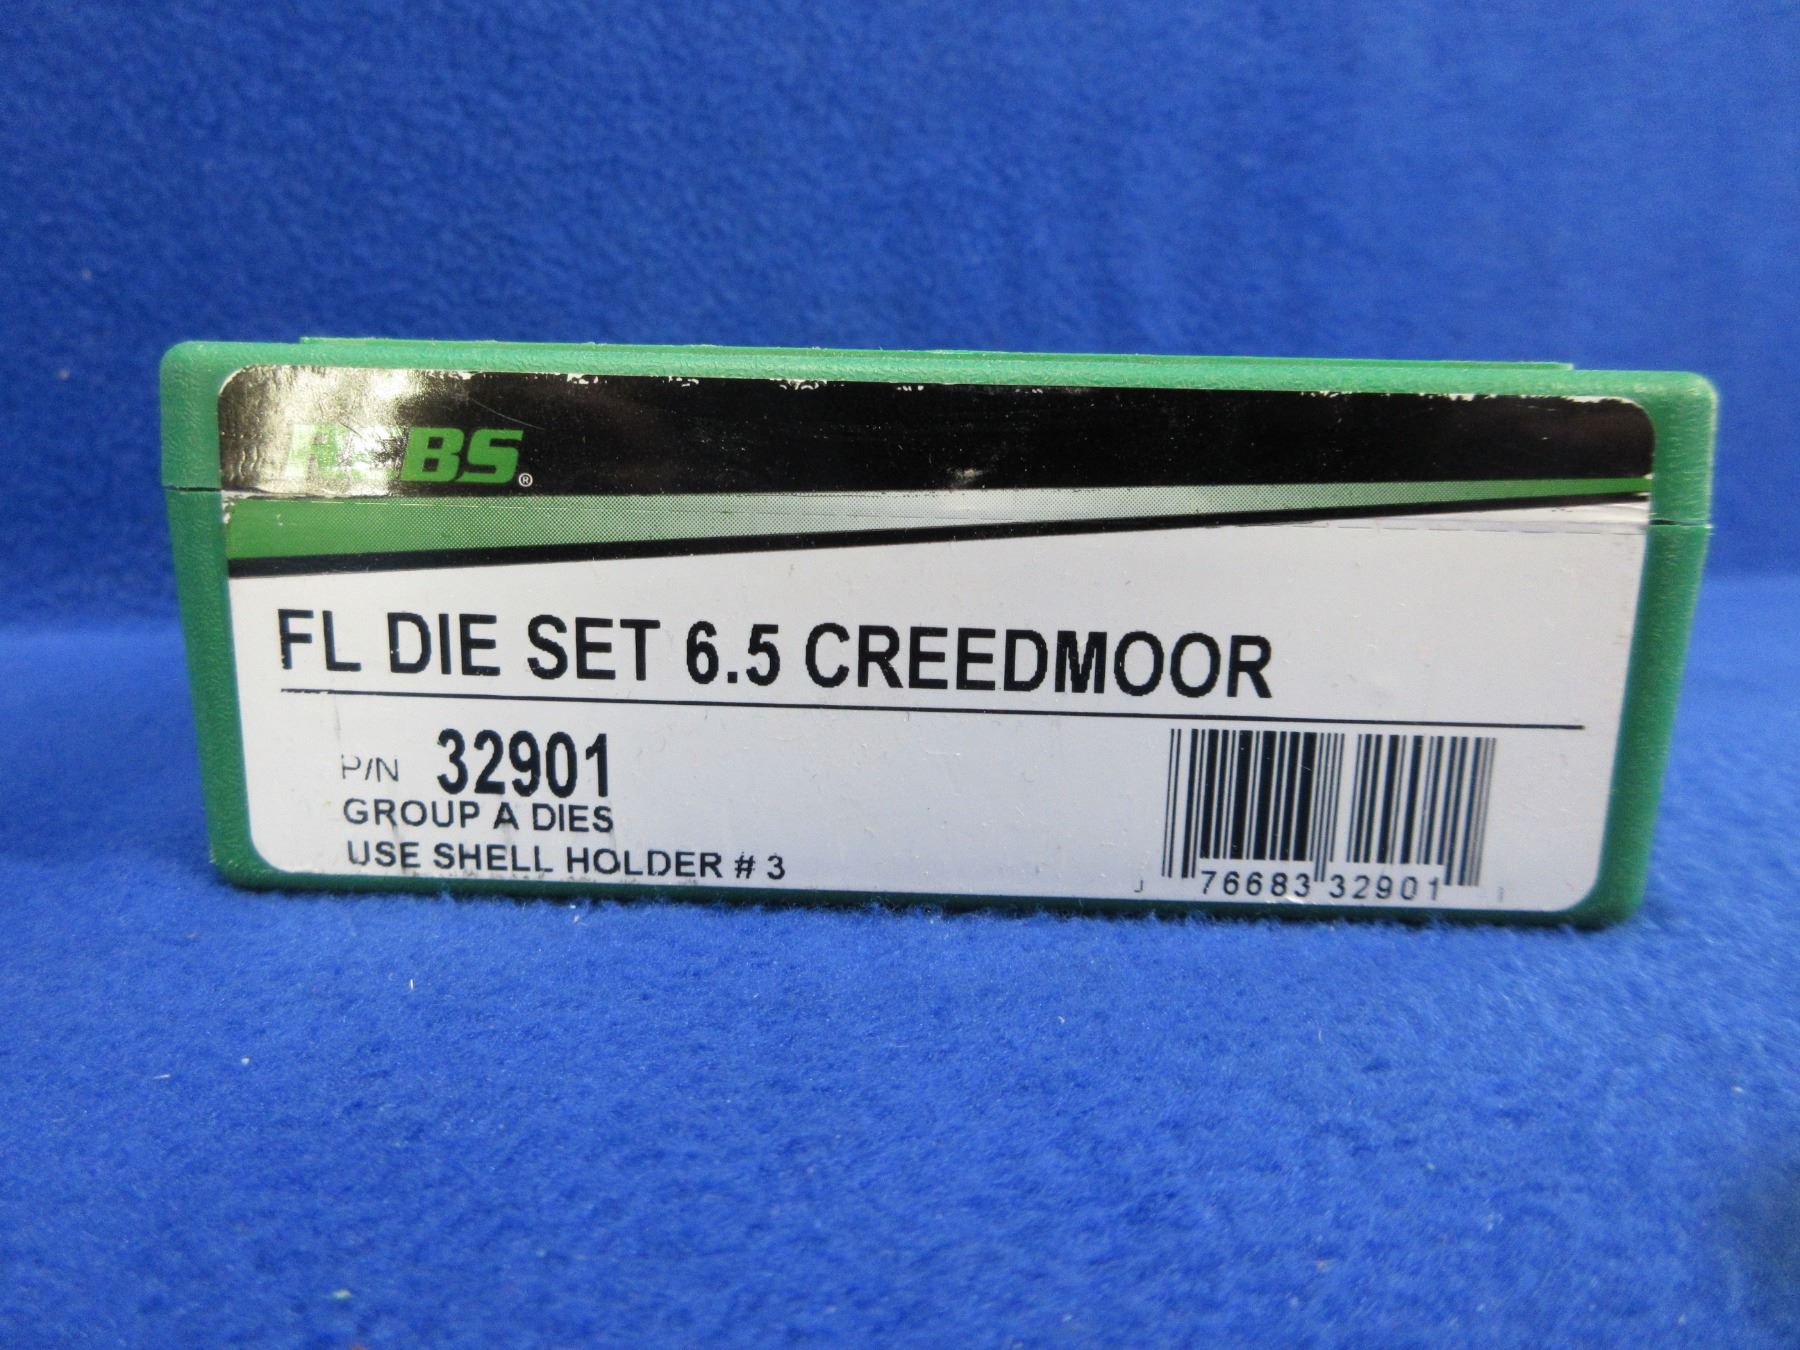 RCBS®
FL DIE SET 6.5 CREEDMOOR
P/N 32901
GROUP A DIES
USE SHELL HOLDER # 3
76683 32901